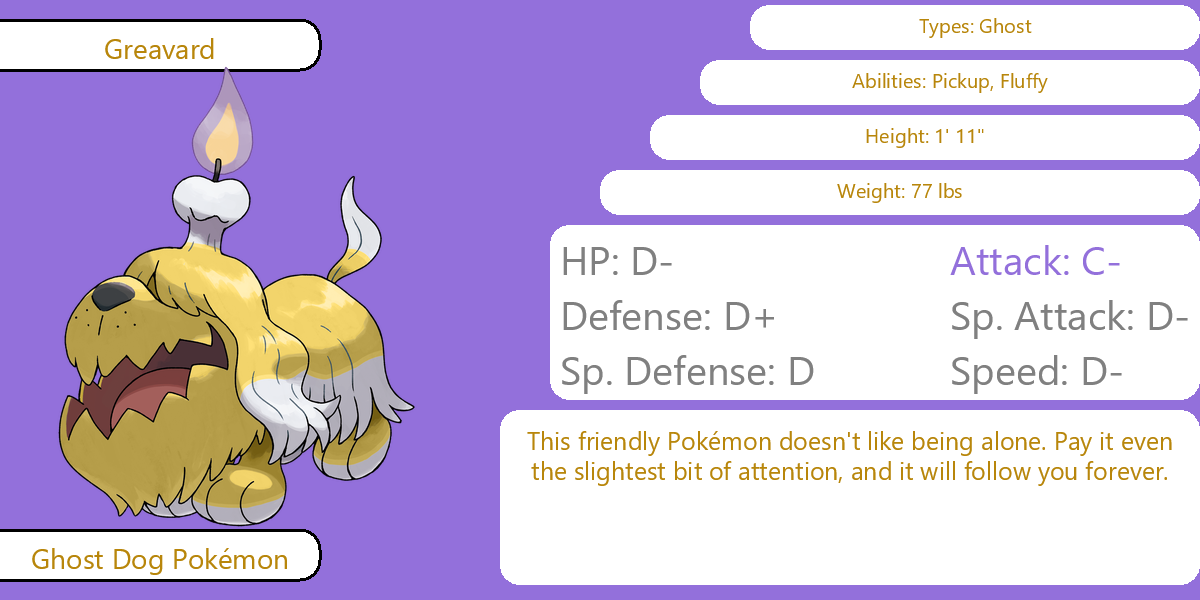 Greavard
Types: Ghost
Abilities: Pickup, Fluffy
Height: 1' 11"
Weight: 77 lbs
HP: D-
Attack: C-
Defense: D+
Sp. Attack: D-
Sp. Defense: D
Speed: D-
This friendly Pokémon doesn't like being alone. Pay it even
the slightest bit of attention, and it will follow you forever.
Ghost Dog Pokémon